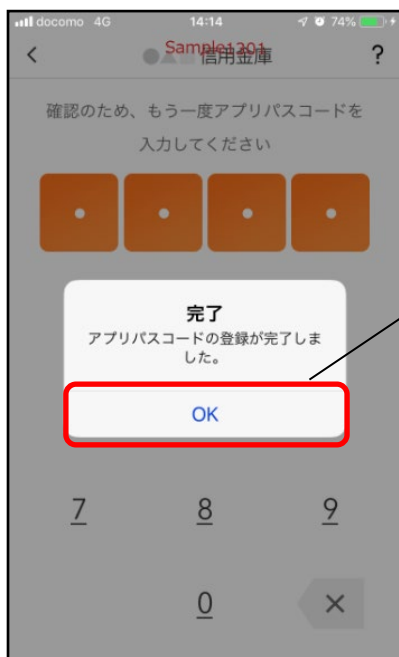 docomo 4G 14:14 74%
< ●▲■信用金庫 ?
Sample1201
確認のため、もう一度アプリパスコードを
入力してください
完了
アプリパスコードの登録が完了しま
した。
OK
7 8 9
0 ×